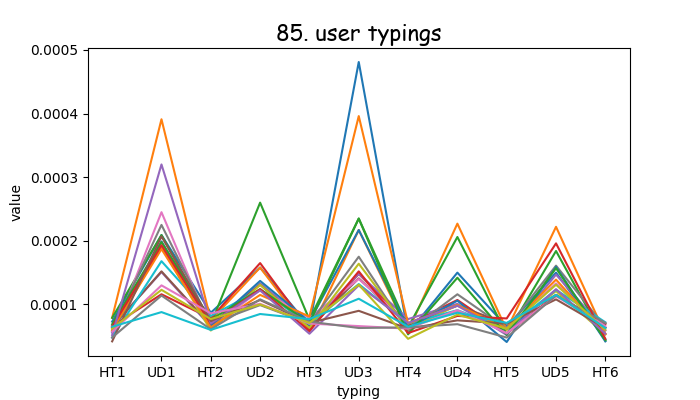 85. user typings
0.0005
0.0004
0.0003
0.0002
0.0001
value
HT1 UD1 HT2 UD2 HT3 UD3 HT4 UD4 HT5 UD5 HT6
typing